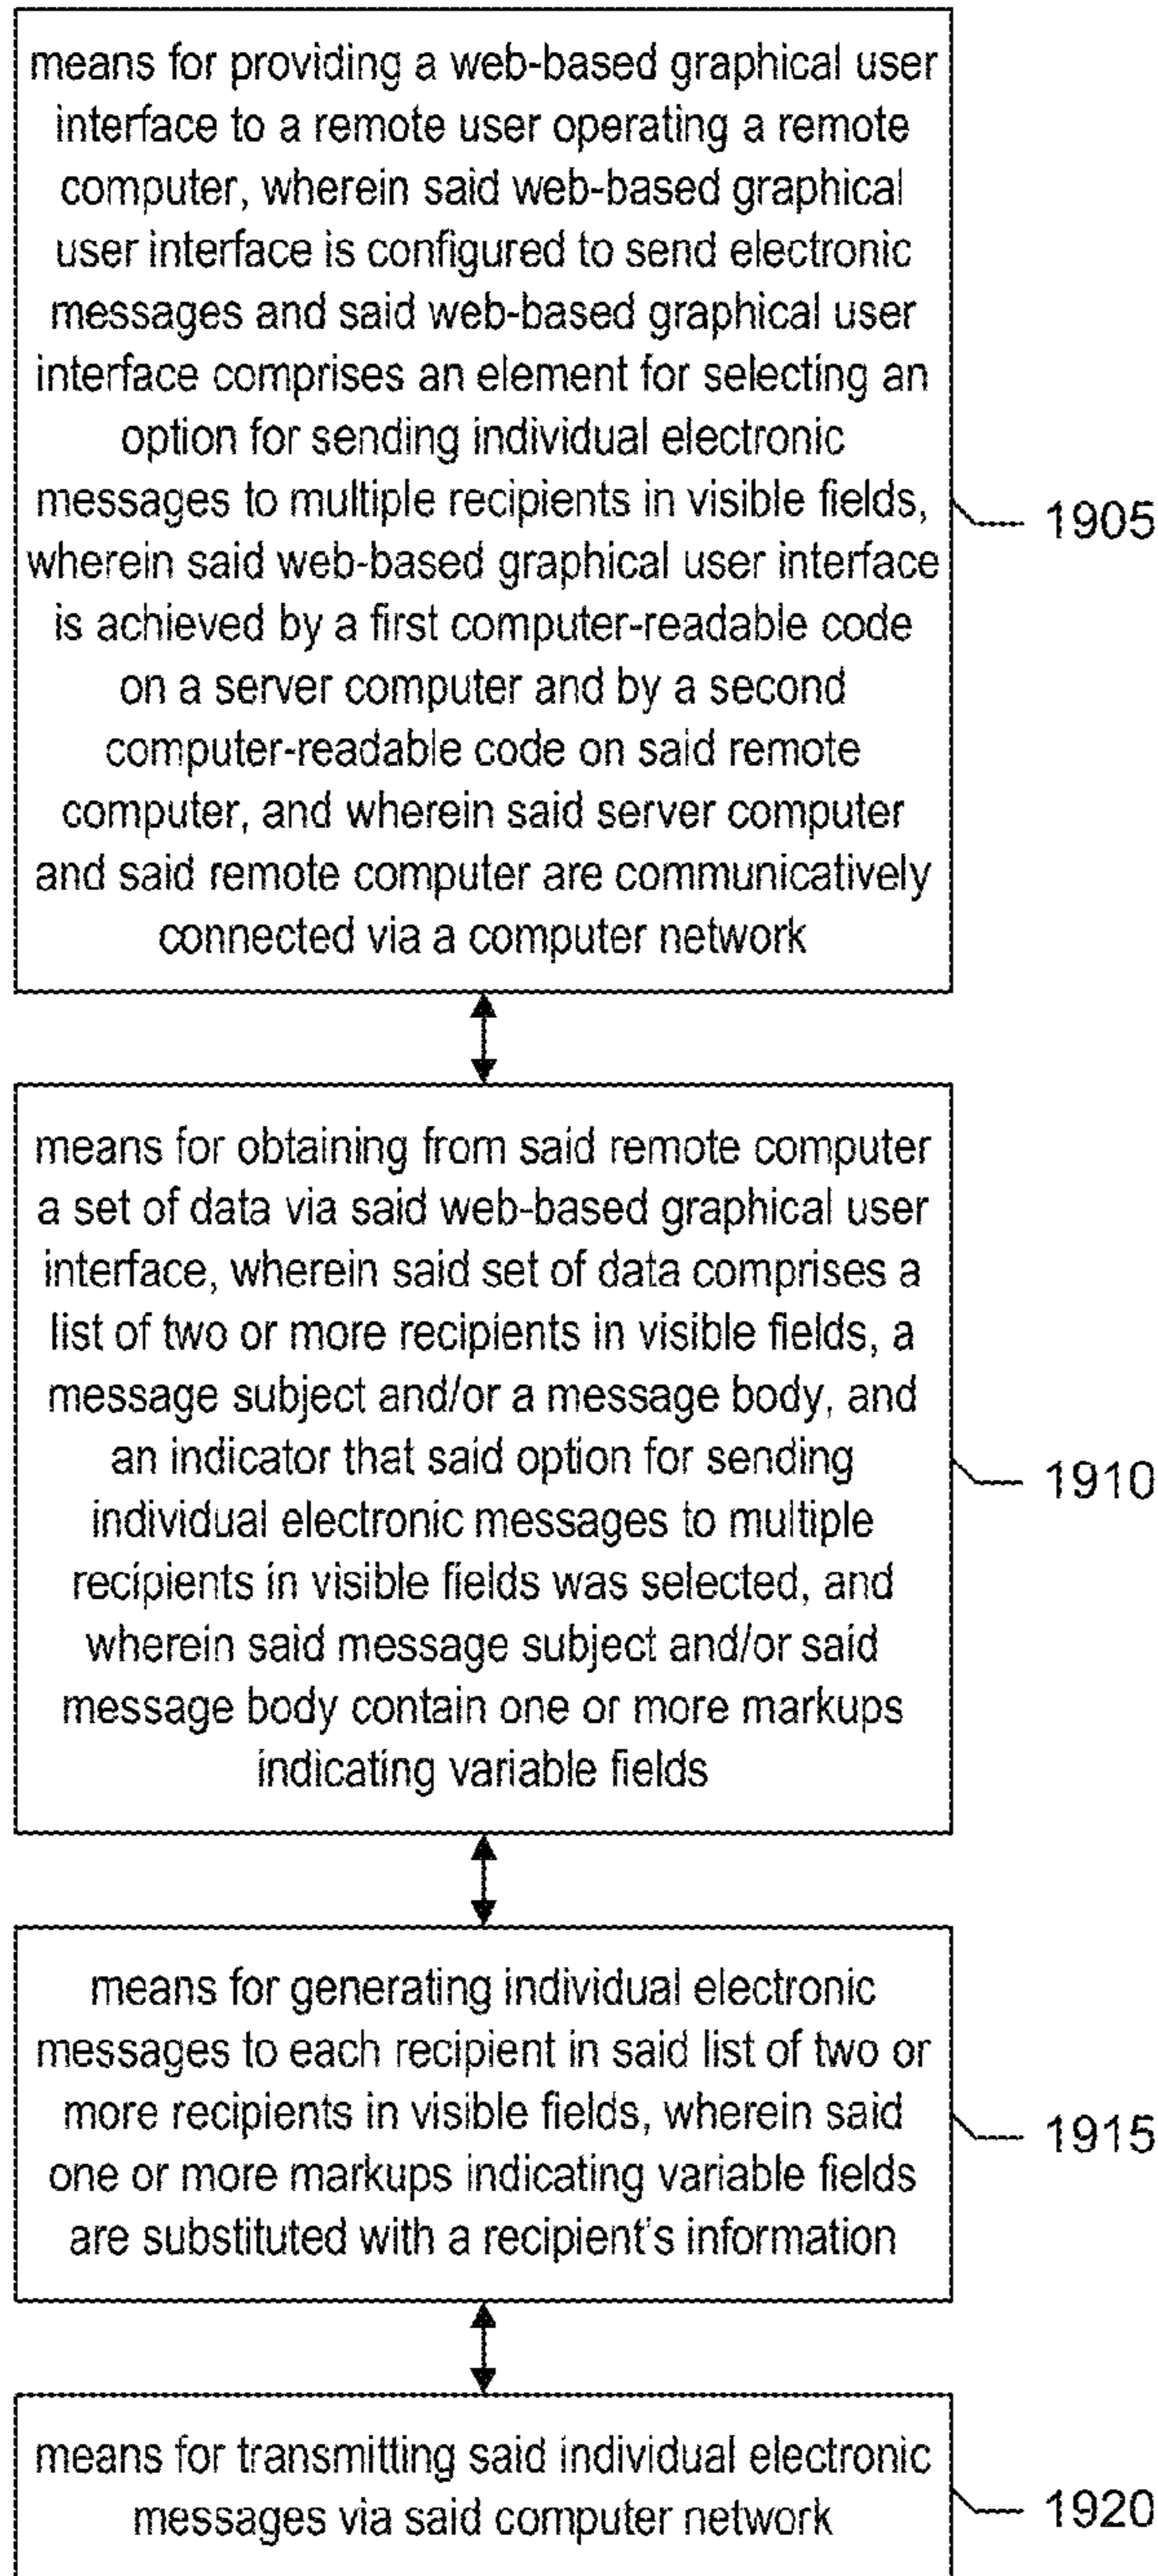 means for providing a web-based graphical user
interface to a remote user operating a remote
computer, wherein said web-based graphical
user interface is configured to send electronic
messages and said web-based graphical user
interface comprises an element for selecting an
option for sending individual electronic
messages to multiple recipients in visible fields,
wherein said web-based graphical user interface
is achieved by a first computer-readable code
on a server computer and by a second
computer-readable code on said remote
computer, and wherein said server computer
and said remote computer are communicatively
connected via a computer network
1905
means for obtaining from said remote computer
a set of data via said web-based graphical user
interface, wherein said set of data comprises a
list of two or more recipients in visible fields, a
message subject and/or a message body, and
an indicator that said option for sending
individual electronic messages to multiple
recipients in visible fields was selected, and
wherein said message subject and/or said
message body contain one or more markups
indicating variable fields
1910
means for generating individual electronic
messages to each recipient in said list of two or
more recipients in visible fields, wherein said
one or more markups indicating variable fields
are substituted with a recipient's information
1915
means for transmitting said individual electronic
messages via said computer network
1920